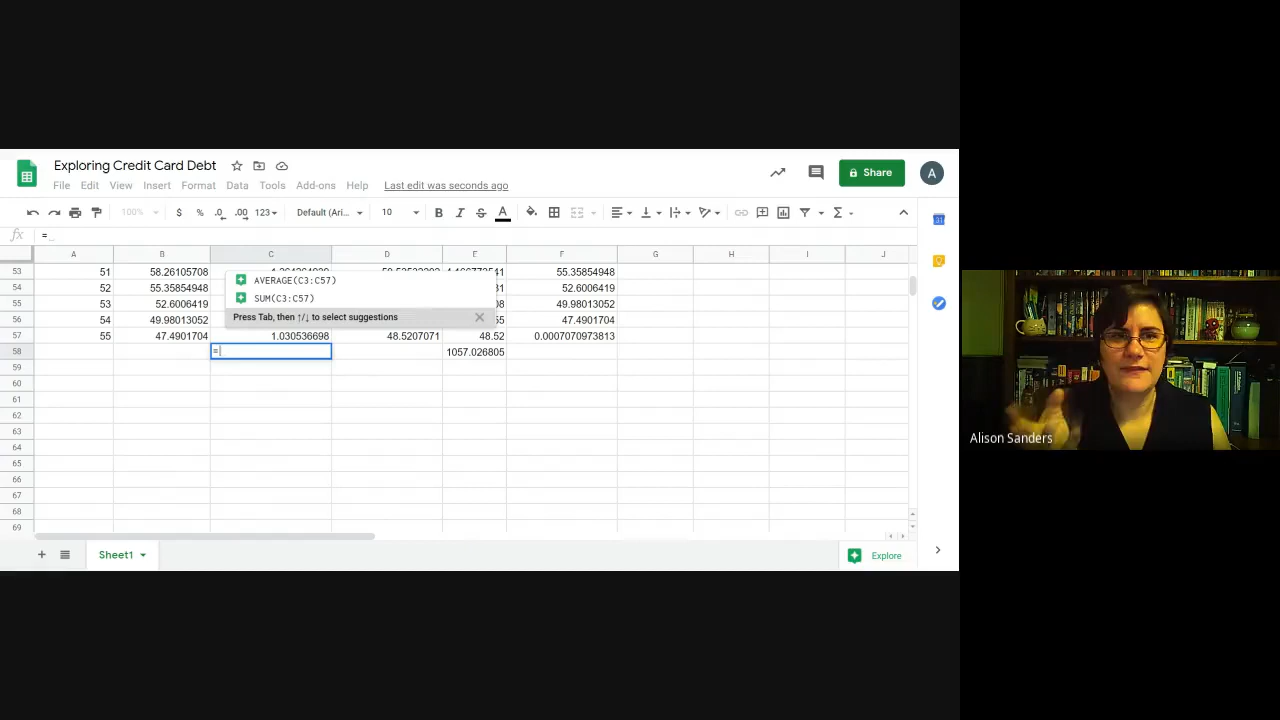 Exploring Credit Card Debt
File Edit View Insert Format Data Tools Add-ons Help Last edit was seconds ago
Share
A
100% $ % .0 .00 123 Default (Ari... 10 B I S A
fx =
A B C D E F G H I J
53 51 58.26105708 55.35854948
54 52 55.35854948 52.6006419
55 53 52.6006419 49.98013052
56 54 49.98013052 47.4901704
57 55 47.4901704 1.030536698 48.5207071 48.52 0.0007070973813
58 = 1057.026805
AVERAGE(C3:C57)
SUM(C3:C57)
Press Tab, then ↑/↓ to select suggestions
59
60
61
62
63
64
65
66
67
68
69
Sheet1
Explore
Alison Sanders